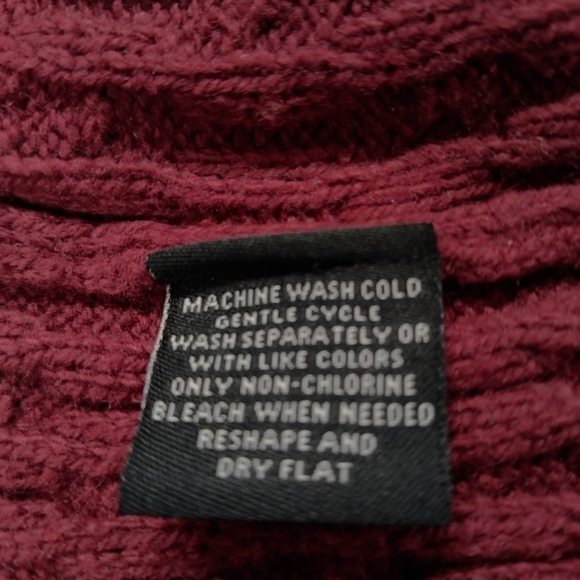 MACHINE WASH COLD
GENTLE CYCLE
WASH SEPARATELY OR
WITH LIKE COLORS
ONLY NON-CHLORINE
BLEACH WHEN NEEDED
RESHAPE AND
DRY FLAT